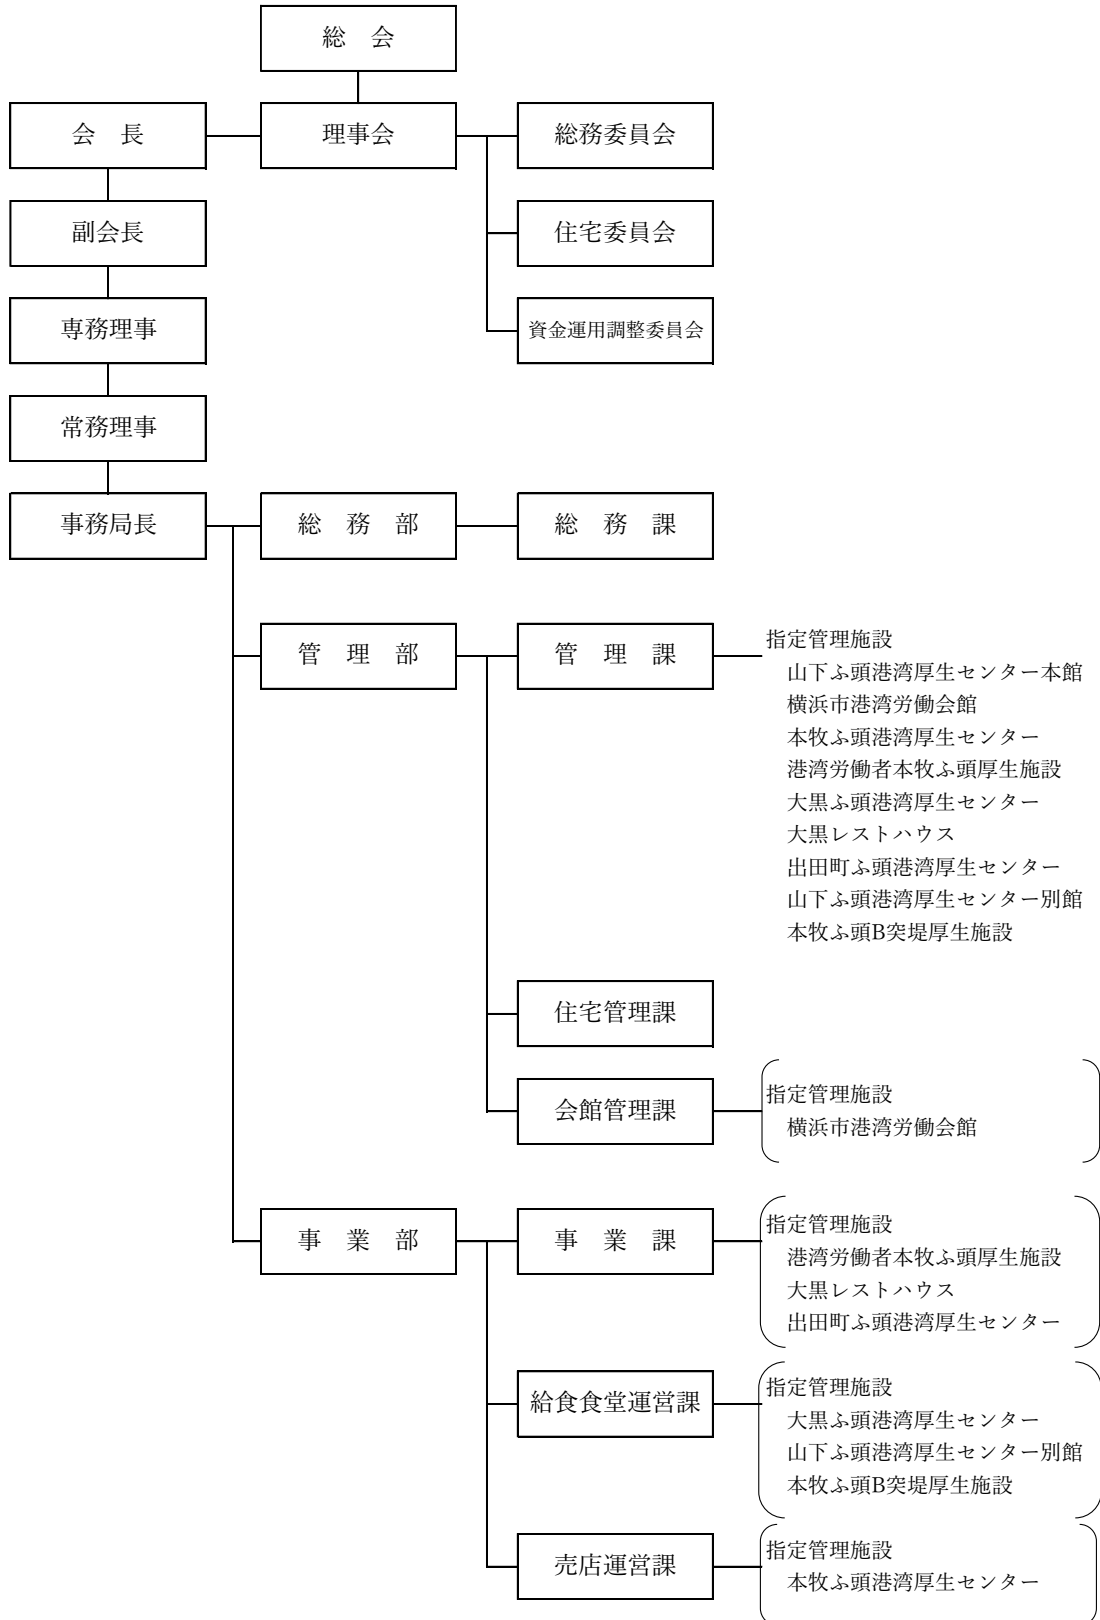 総　会
会　長
理事会
総務委員会
副会長
住宅委員会
専務理事
資金運用調整委員会
常務理事
事務局長
総　務　部
総　務　課
管　理　部
管　理　課
指定管理施設
山下ふ頭港湾厚生センター本館
横浜市港湾労働会館
本牧ふ頭港湾厚生センター
港湾労働者本牧ふ頭厚生施設
大黒ふ頭港湾厚生センター
大黒レストハウス
出田町ふ頭港湾厚生センター
山下ふ頭港湾厚生センター別館
本牧ふ頭B突堤厚生施設
住宅管理課
会館管理課
指定管理施設
横浜市港湾労働会館
事　業　部
事　業　課
指定管理施設
港湾労働者本牧ふ頭厚生施設
大黒レストハウス
出田町ふ頭港湾厚生センター
給食食堂運営課
指定管理施設
大黒ふ頭港湾厚生センター
山下ふ頭港湾厚生センター別館
本牧ふ頭B突堤厚生施設
売店運営課
指定管理施設
本牧ふ頭港湾厚生センター